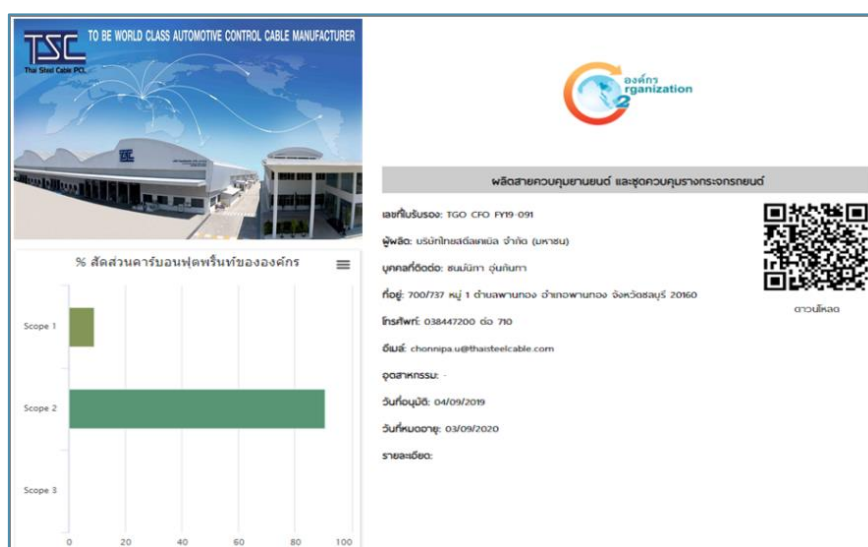 TSC
Thai Steel Cable PCL
TO BE WORLD CLASS AUTOMOTIVE CONTROL CABLE MANUFACTURER
TSC
% สัดส่วนคาร์บอนฟุตพริ้นท์ขององค์กร
Scope 1
Scope 2
Scope 3
0 20 40 60 80 100
องค์กร
rganization
2
ผลิตสายควบคุมยานยนต์ และชุดควบคุมรางกระจกรถยนต์
เลขที่ใบรับรอง: TGO CFO FY19-091
ผู้ผลิต: บริษัทไทยสตีลเคเบิล จำกัด (มหาชน)
บุคคลที่ติดต่อ: ชนม์นิภา อุ่นกันทา
ที่อยู่: 700/737 หมู่ 1 ตำบลพานทอง อำเภอพานทอง จังหวัดชลบุรี 20160
โทรศัพท์: 038447200 ต่อ 710
อีเมล์: chonnipa.u@thaisteelcable.com
อุตสาหกรรม: -
วันที่อนุมัติ: 04/09/2019
วันที่หมดอายุ: 03/09/2020
รายละเอียด:
ดาวน์โหลด